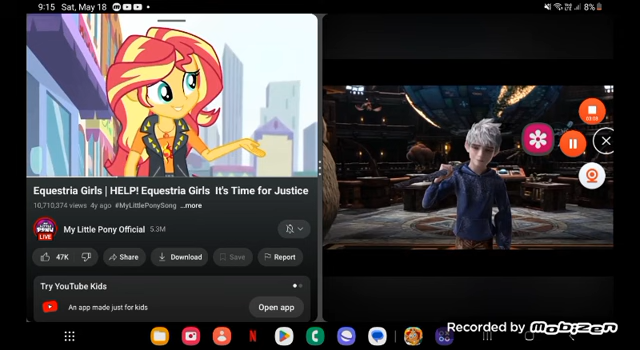 9:15 Sat, May 18
8%
Equestria Girls | HELP! Equestria Girls It's Time for Justice
10,710,374 views 4y ago #MyLittlePonySong ...more
LIVE
My Little Pony Official 5.3M
47K
Share
Download
Save
Report
Try YouTube Kids
An app made just for kids
Open app
Recorded by Mobizen